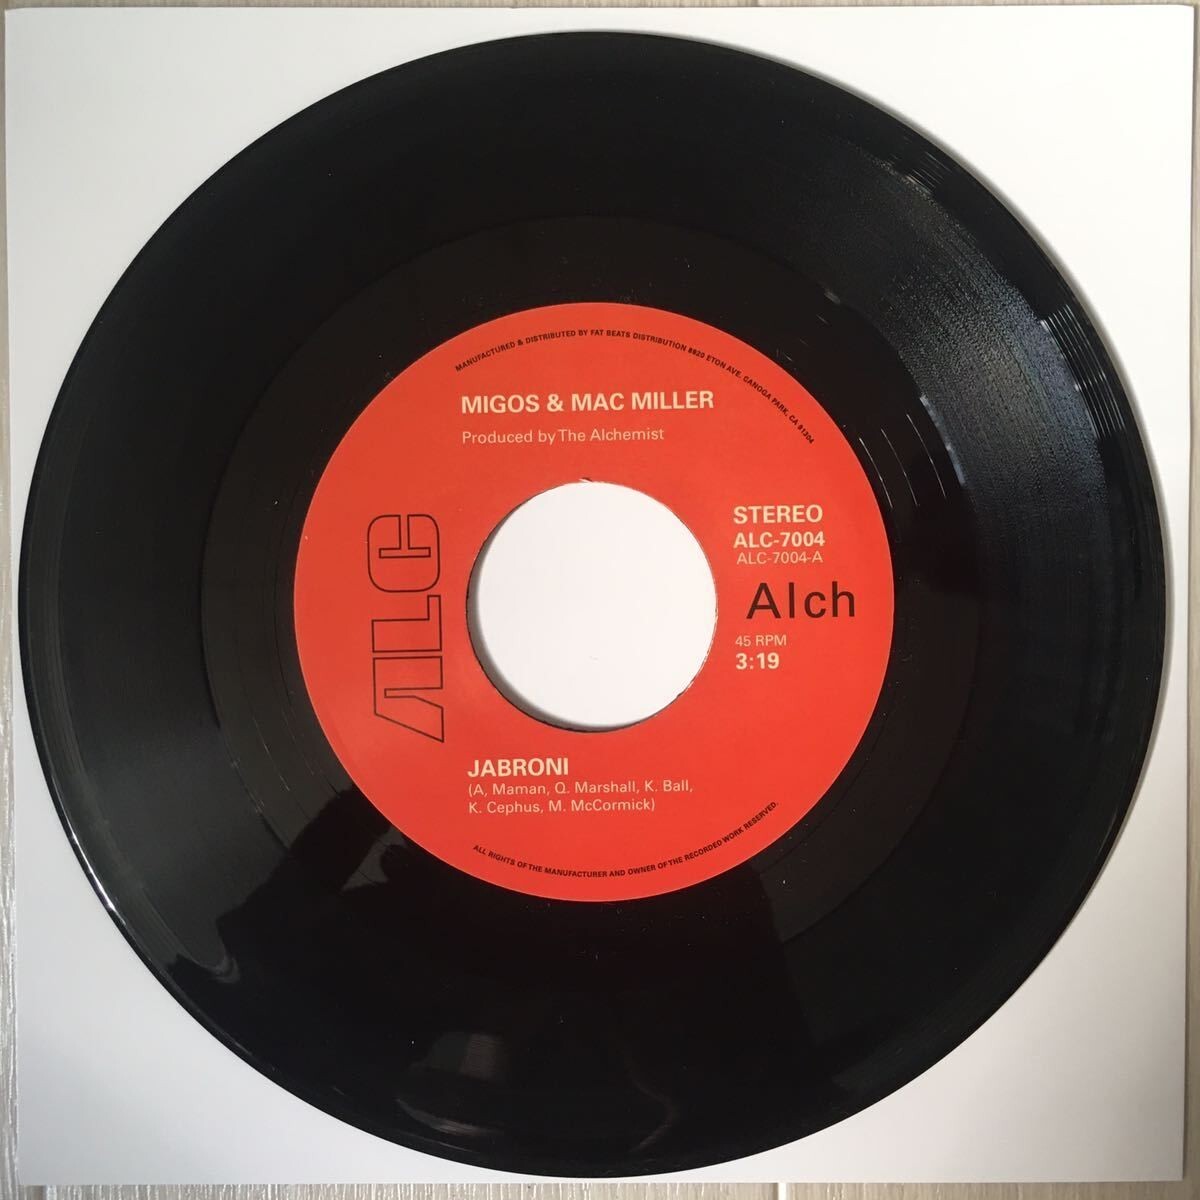 MANUFACTURED & DISTRIBUTED BY FAT BEATS DISTRIBUTION 8920 ETON AVE, CANOGA PARK, CA 91304
MIGOS & MAC MILLER
Produced by The Alchemist
ALC
STEREO
ALC-7004
ALC-7004-A
Alch
45 RPM
3:19
JABRONI
(A, Maman, Q. Marshall, K. Ball,
K. Cephus, M. McCormick)
ALL RIGHTS OF THE MANUFACTURER AND OWNER OF THE RECORDED WORK RESERVED.